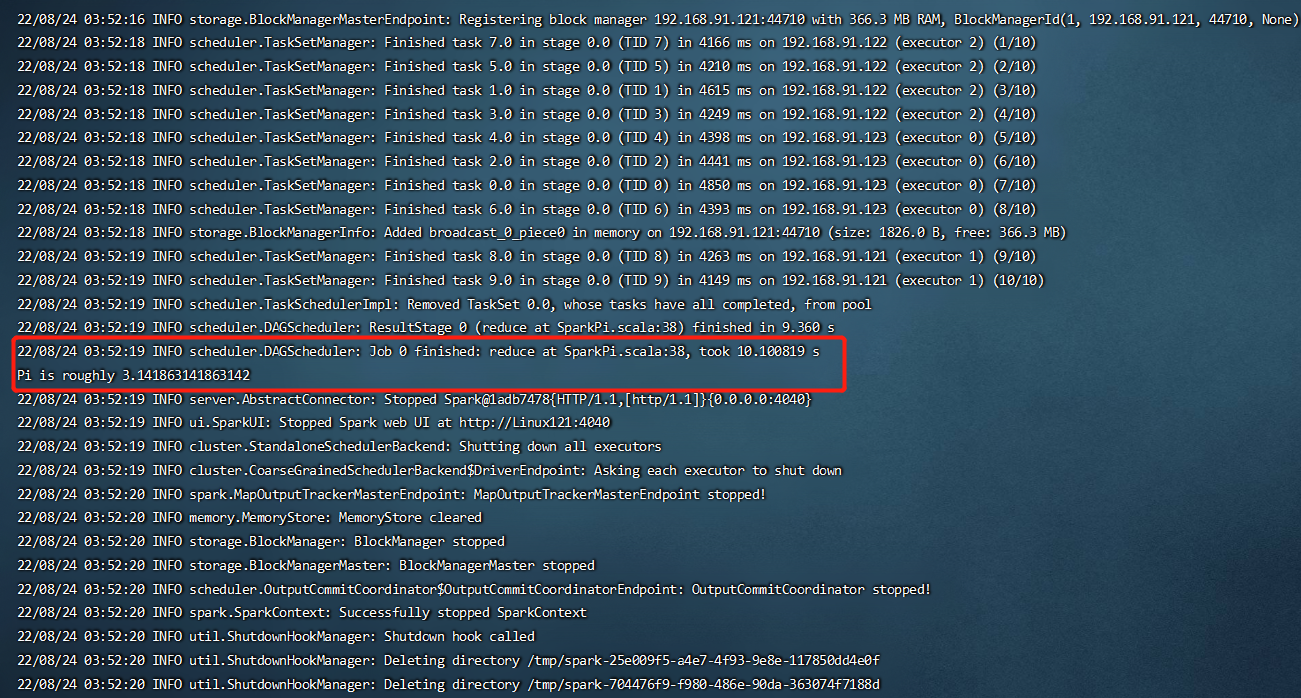 22/08/24 03:52:16 INFO storage.BlockManagerMasterEndpoint: Registering block manager 192.168.91.121:44710 with 366.3 MB RAM, BlockManagerId(1, 192.168.91.121, 44710, None)
22/08/24 03:52:18 INFO scheduler.TaskSetManager: Finished task 7.0 in stage 0.0 (TID 7) in 4166 ms on 192.168.91.122 (executor 2) (1/10)
22/08/24 03:52:18 INFO scheduler.TaskSetManager: Finished task 5.0 in stage 0.0 (TID 5) in 4210 ms on 192.168.91.122 (executor 2) (2/10)
22/08/24 03:52:18 INFO scheduler.TaskSetManager: Finished task 1.0 in stage 0.0 (TID 1) in 4615 ms on 192.168.91.122 (executor 2) (3/10)
22/08/24 03:52:18 INFO scheduler.TaskSetManager: Finished task 3.0 in stage 0.0 (TID 3) in 4249 ms on 192.168.91.122 (executor 2) (4/10)
22/08/24 03:52:18 INFO scheduler.TaskSetManager: Finished task 4.0 in stage 0.0 (TID 4) in 4398 ms on 192.168.91.123 (executor 0) (5/10)
22/08/24 03:52:18 INFO scheduler.TaskSetManager: Finished task 2.0 in stage 0.0 (TID 2) in 4441 ms on 192.168.91.123 (executor 0) (6/10)
22/08/24 03:52:18 INFO scheduler.TaskSetManager: Finished task 0.0 in stage 0.0 (TID 0) in 4850 ms on 192.168.91.123 (executor 0) (7/10)
22/08/24 03:52:18 INFO scheduler.TaskSetManager: Finished task 6.0 in stage 0.0 (TID 6) in 4393 ms on 192.168.91.123 (executor 0) (8/10)
22/08/24 03:52:18 INFO storage.BlockManagerInfo: Added broadcast_0_piece0 in memory on 192.168.91.121:44710 (size: 1826.0 B, free: 366.3 MB)
22/08/24 03:52:19 INFO scheduler.TaskSetManager: Finished task 8.0 in stage 0.0 (TID 8) in 4263 ms on 192.168.91.121 (executor 1) (9/10)
22/08/24 03:52:19 INFO scheduler.TaskSetManager: Finished task 9.0 in stage 0.0 (TID 9) in 4149 ms on 192.168.91.121 (executor 1) (10/10)
22/08/24 03:52:19 INFO scheduler.TaskSchedulerImpl: Removed TaskSet 0.0, whose tasks have all completed, from pool
22/08/24 03:52:19 INFO scheduler.DAGScheduler: ResultStage 0 (reduce at SparkPi.scala:38) finished in 9.360 s
22/08/24 03:52:19 INFO scheduler.DAGScheduler: Job 0 finished: reduce at SparkPi.scala:38, took 10.100819 s
Pi is roughly 3.141863141863142
22/08/24 03:52:19 INFO server.AbstractConnector: Stopped Spark@1adb7478{HTTP/1.1,[http/1.1]}{0.0.0.0:4040}
22/08/24 03:52:19 INFO ui.SparkUI: Stopped Spark web UI at http://Linux121:4040
22/08/24 03:52:19 INFO cluster.StandaloneSchedulerBackend: Shutting down all executors
22/08/24 03:52:19 INFO cluster.CoarseGrainedSchedulerBackend$DriverEndpoint: Asking each executor to shut down
22/08/24 03:52:20 INFO spark.MapOutputTrackerMasterEndpoint: MapOutputTrackerMasterEndpoint stopped!
22/08/24 03:52:20 INFO memory.MemoryStore: MemoryStore cleared
22/08/24 03:52:20 INFO storage.BlockManager: BlockManager stopped
22/08/24 03:52:20 INFO storage.BlockManagerMaster: BlockManagerMaster stopped
22/08/24 03:52:20 INFO scheduler.OutputCommitCoordinator$OutputCommitCoordinatorEndpoint: OutputCommitCoordinator stopped!
22/08/24 03:52:20 INFO spark.SparkContext: Successfully stopped SparkContext
22/08/24 03:52:20 INFO util.ShutdownHookManager: Shutdown hook called
22/08/24 03:52:20 INFO util.ShutdownHookManager: Deleting directory /tmp/spark-25e009f5-a4e7-4f93-9e8e-117850dd4e0f
22/08/24 03:52:20 INFO util.ShutdownHookManager: Deleting directory /tmp/spark-704476f9-f980-486e-90da-363074f7188d